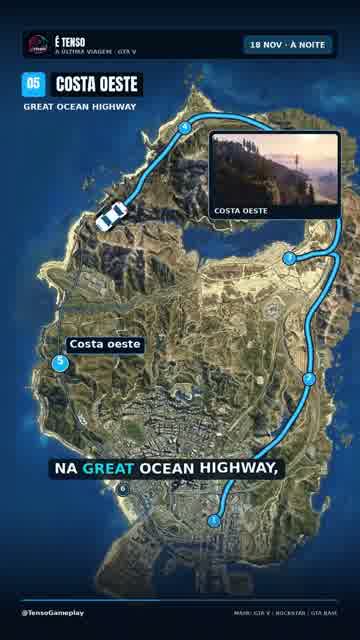 É TENSO
A ÚLTIMA VIAGEM · GTA V
18 NOV · À NOITE
05 COSTA OESTE
GREAT OCEAN HIGHWAY
4
COSTA OESTE
3
Costa oeste
5
2
NA GREAT OCEAN HIGHWAY,
6
1
@TensoGameplay
MAPA: GTA V · ROCKSTAR · GTA BASE